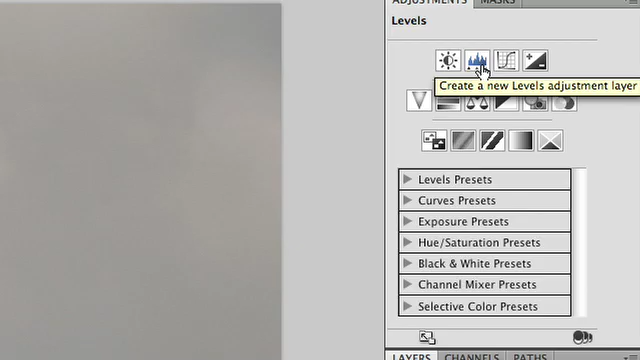 ADJUSTMENTS MASKS
Levels
Create a new Levels adjustment layer
Levels Presets
Curves Presets
Exposure Presets
Hue/Saturation Presets
Black & White Presets
Channel Mixer Presets
Selective Color Presets
LAYERS CHANNELS PATHS